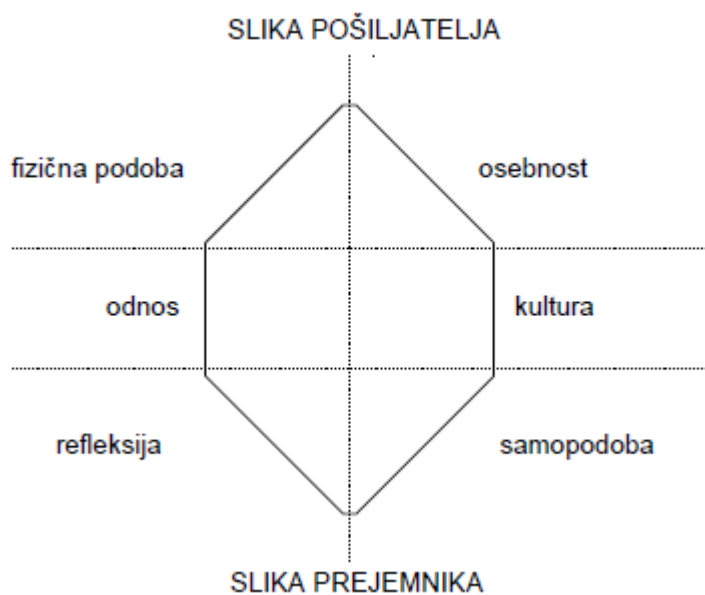 SLIKA POŠILJATELJA
fizična podoba
osebnost
odnos
kultura
refleksija
samopodoba
SLIKA PREJEMNIKA